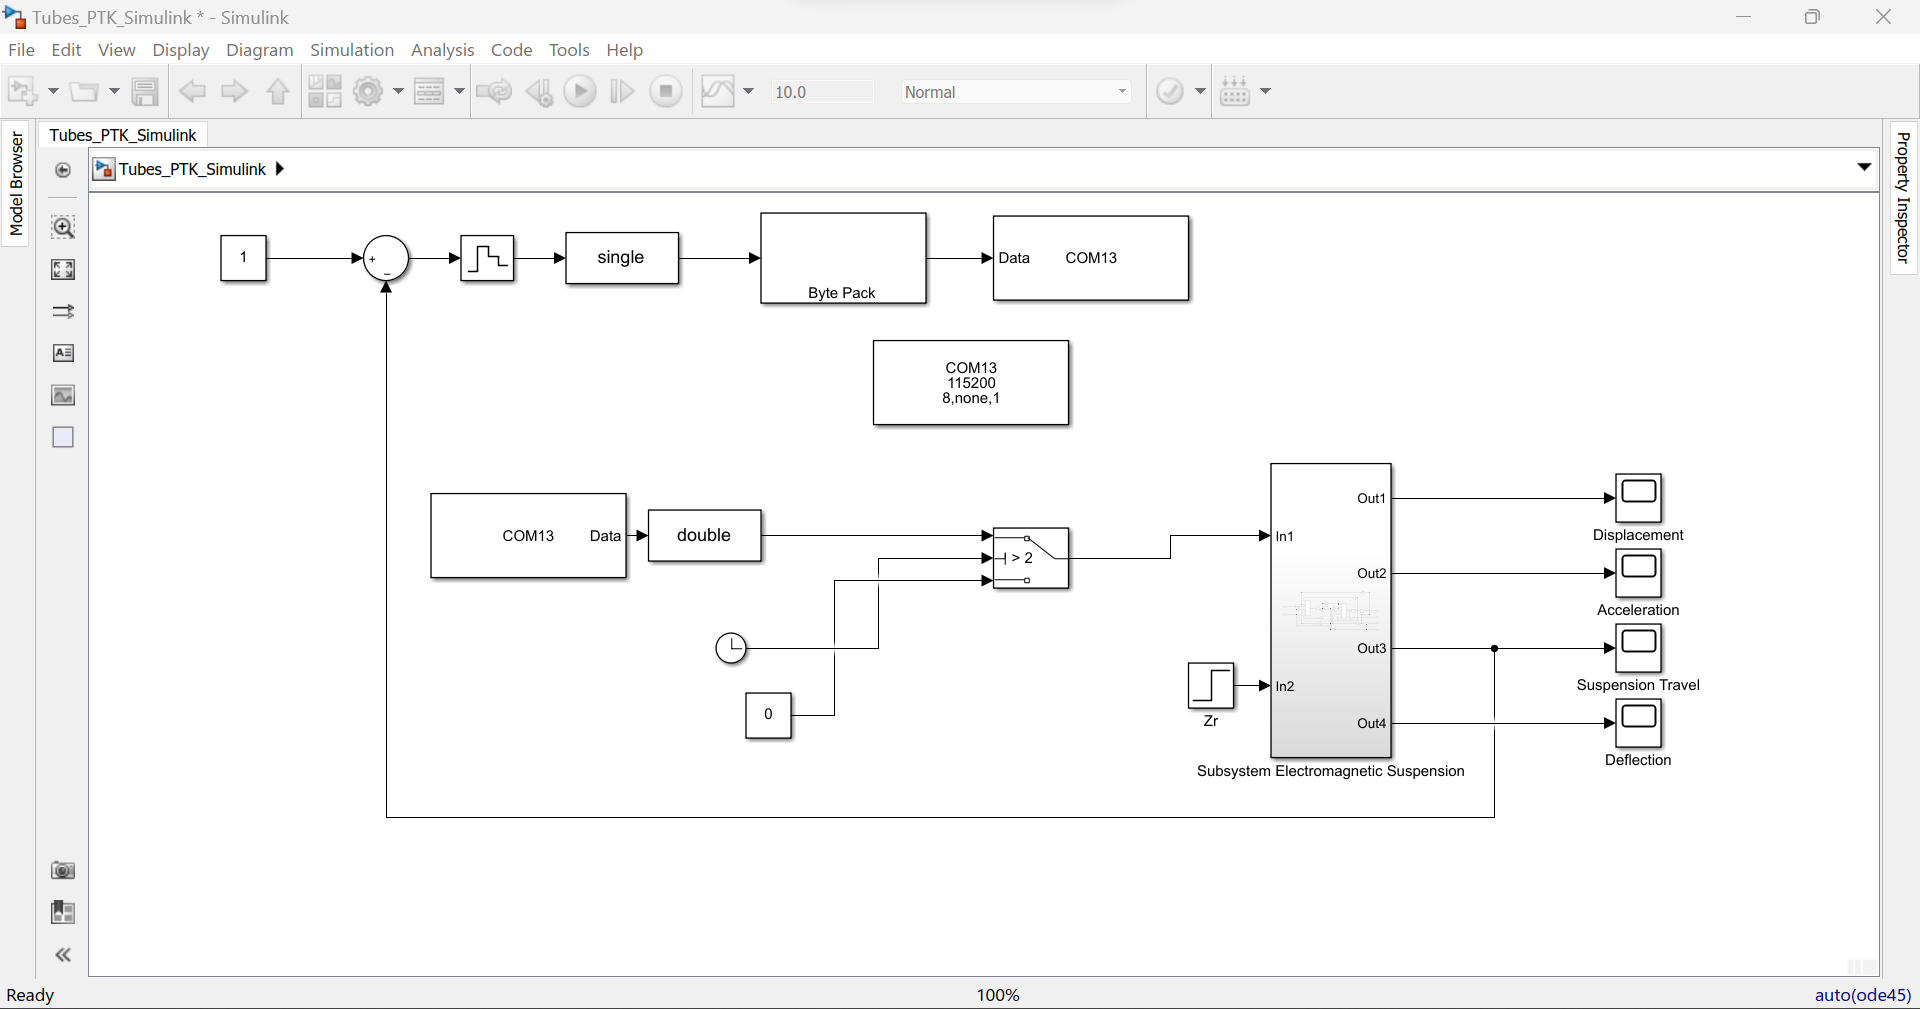 Tubes_PTK_Simulink * - Simulink
File Edit View Display Diagram Simulation Analysis Code Tools Help
10.0 Normal
Model Browser
Tubes_PTK_Simulink
Property Inspector
Tubes_PTK_Simulink
1
+
−
single
Byte Pack
Data COM13
COM13
115200
8,none,1
COM13 Data
double
> 2
0
Zr
In1
In2
Out1
Out2
Out3
Out4
Subsystem Electromagnetic Suspension
Displacement
Acceleration
Suspension Travel
Deflection
Ready 100% auto(ode45)